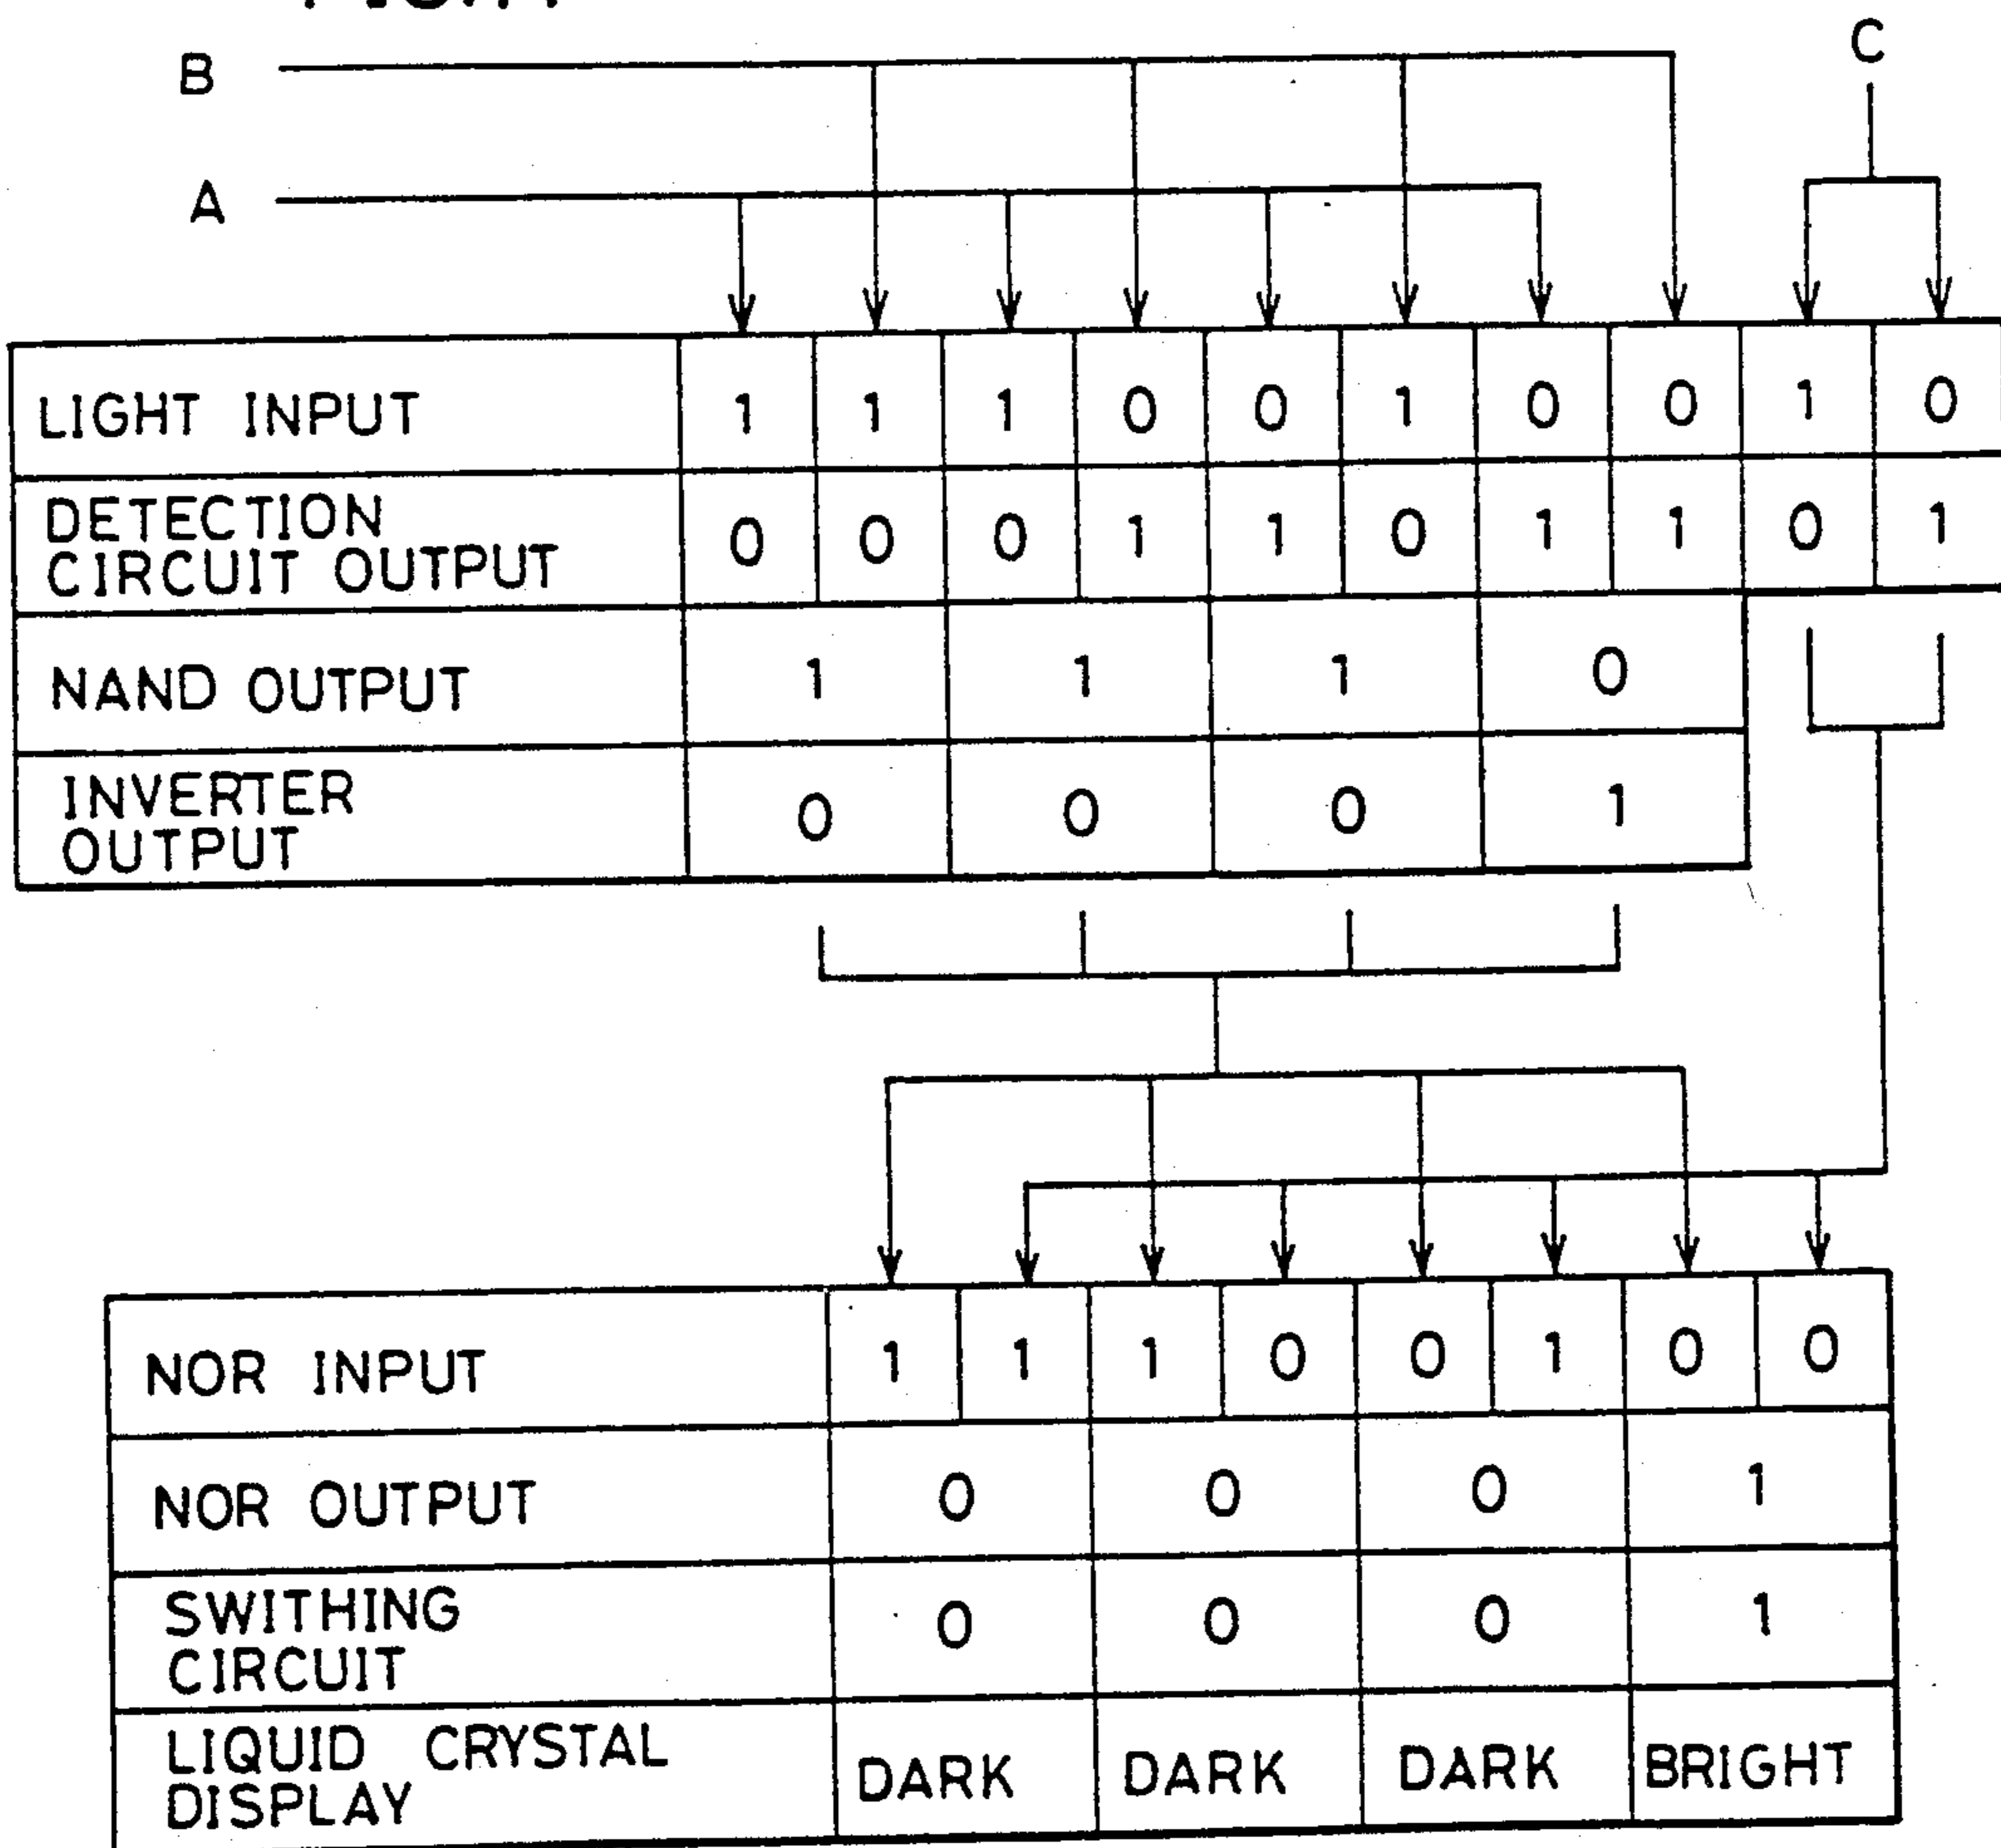 B
C
A
LIGHT INPUT 1 1 1 0 0 1 0 0 1 0
DETECTION
CIRCUIT OUTPUT 0 0 0 1 1 0 1 1 0 1
NAND OUTPUT 1 1 1 0
INVERTER
OUTPUT 0 0 0 1
NOR INPUT 1 1 1 0 0 1 0 0
NOR OUTPUT 0 0 0 1
SWITHING
CIRCUIT 0 0 0 1
LIQUID CRYSTAL
DISPLAY DARK DARK DARK BRIGHT